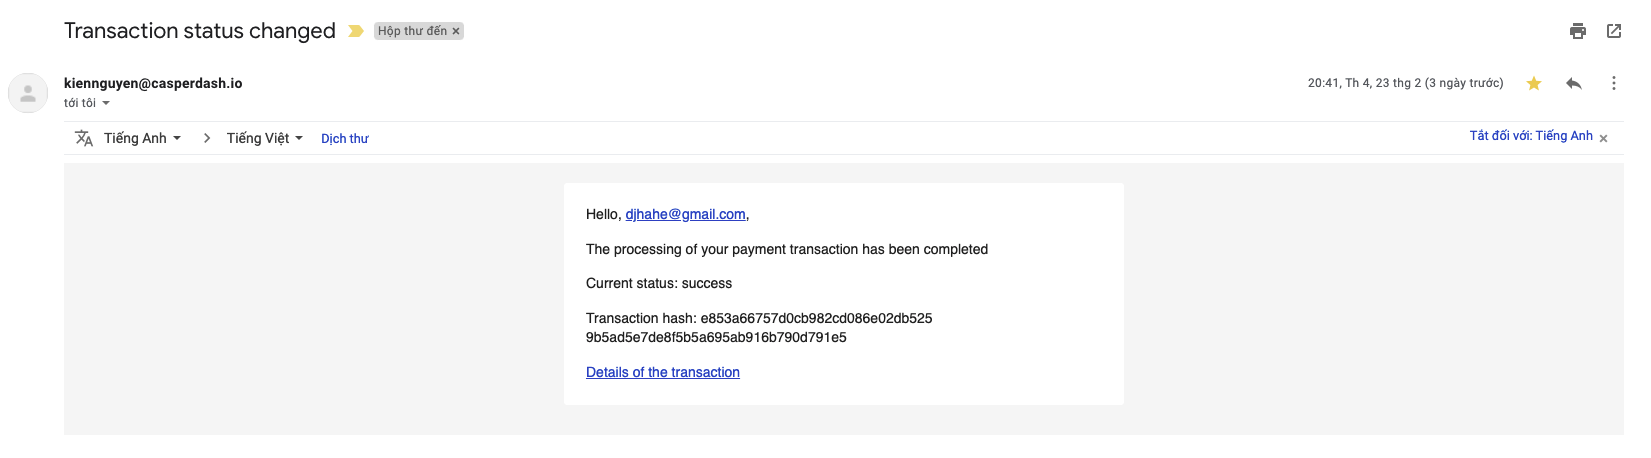 Transaction status changed
Hộp thư đến ×
kiennguyen@casperdash.io
20:41, Th 4, 23 thg 2 (3 ngày trước)
tới tôi
Tiếng Anh
Tiếng Việt
Dịch thư
Tắt đối với: Tiếng Anh ×
Hello, djhahe@gmail.com,
The processing of your payment transaction has been completed
Current status: success
Transaction hash: e853a66757d0cb982cd086e02db525
9b5ad5e7de8f5b5a695ab916b790d791e5
Details of the transaction